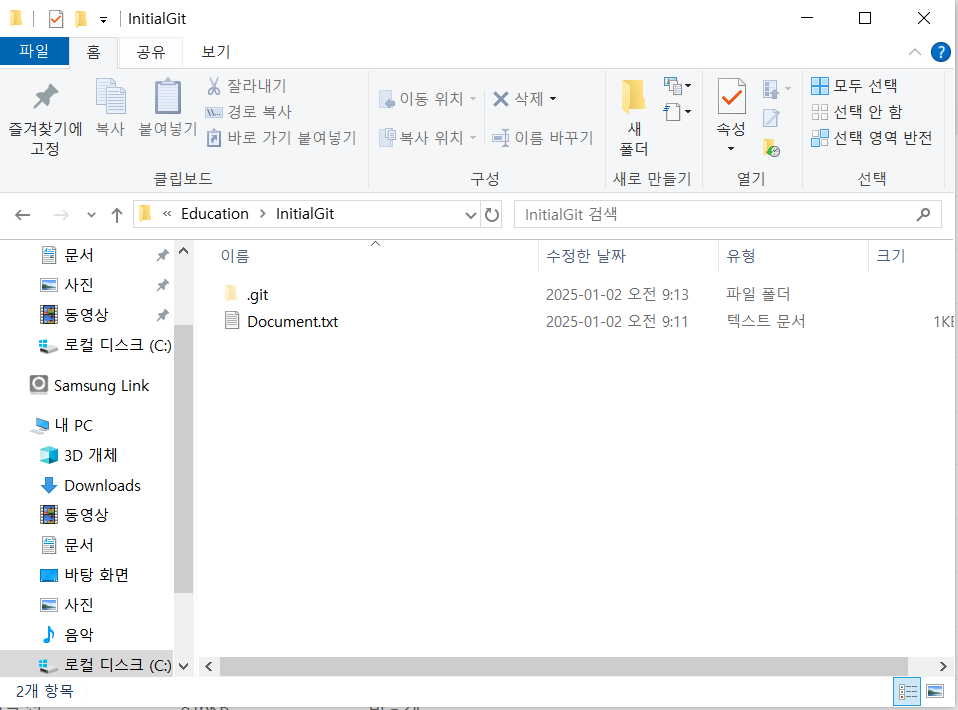 InitialGit
파일 홈 공유 보기
즐겨찾기에 고정
복사
붙여넣기
잘라내기
경로 복사
바로 가기 붙여넣기
클립보드
이동 위치
복사 위치
삭제
이름 바꾸기
구성
새 폴더
새로 만들기
속성
열기
모두 선택
선택 안 함
선택 영역 반전
선택
« Education > InitialGit
InitialGit 검색
문서
사진
동영상
로컬 디스크 (C:)
Samsung Link
내 PC
3D 개체
Downloads
동영상
문서
바탕 화면
사진
음악
로컬 디스크 (C:)
이름 수정한 날짜 유형 크기
.git 2025-01-02 오전 9:13 파일 폴더
Document.txt 2025-01-02 오전 9:11 텍스트 문서 1KB
2개 항목